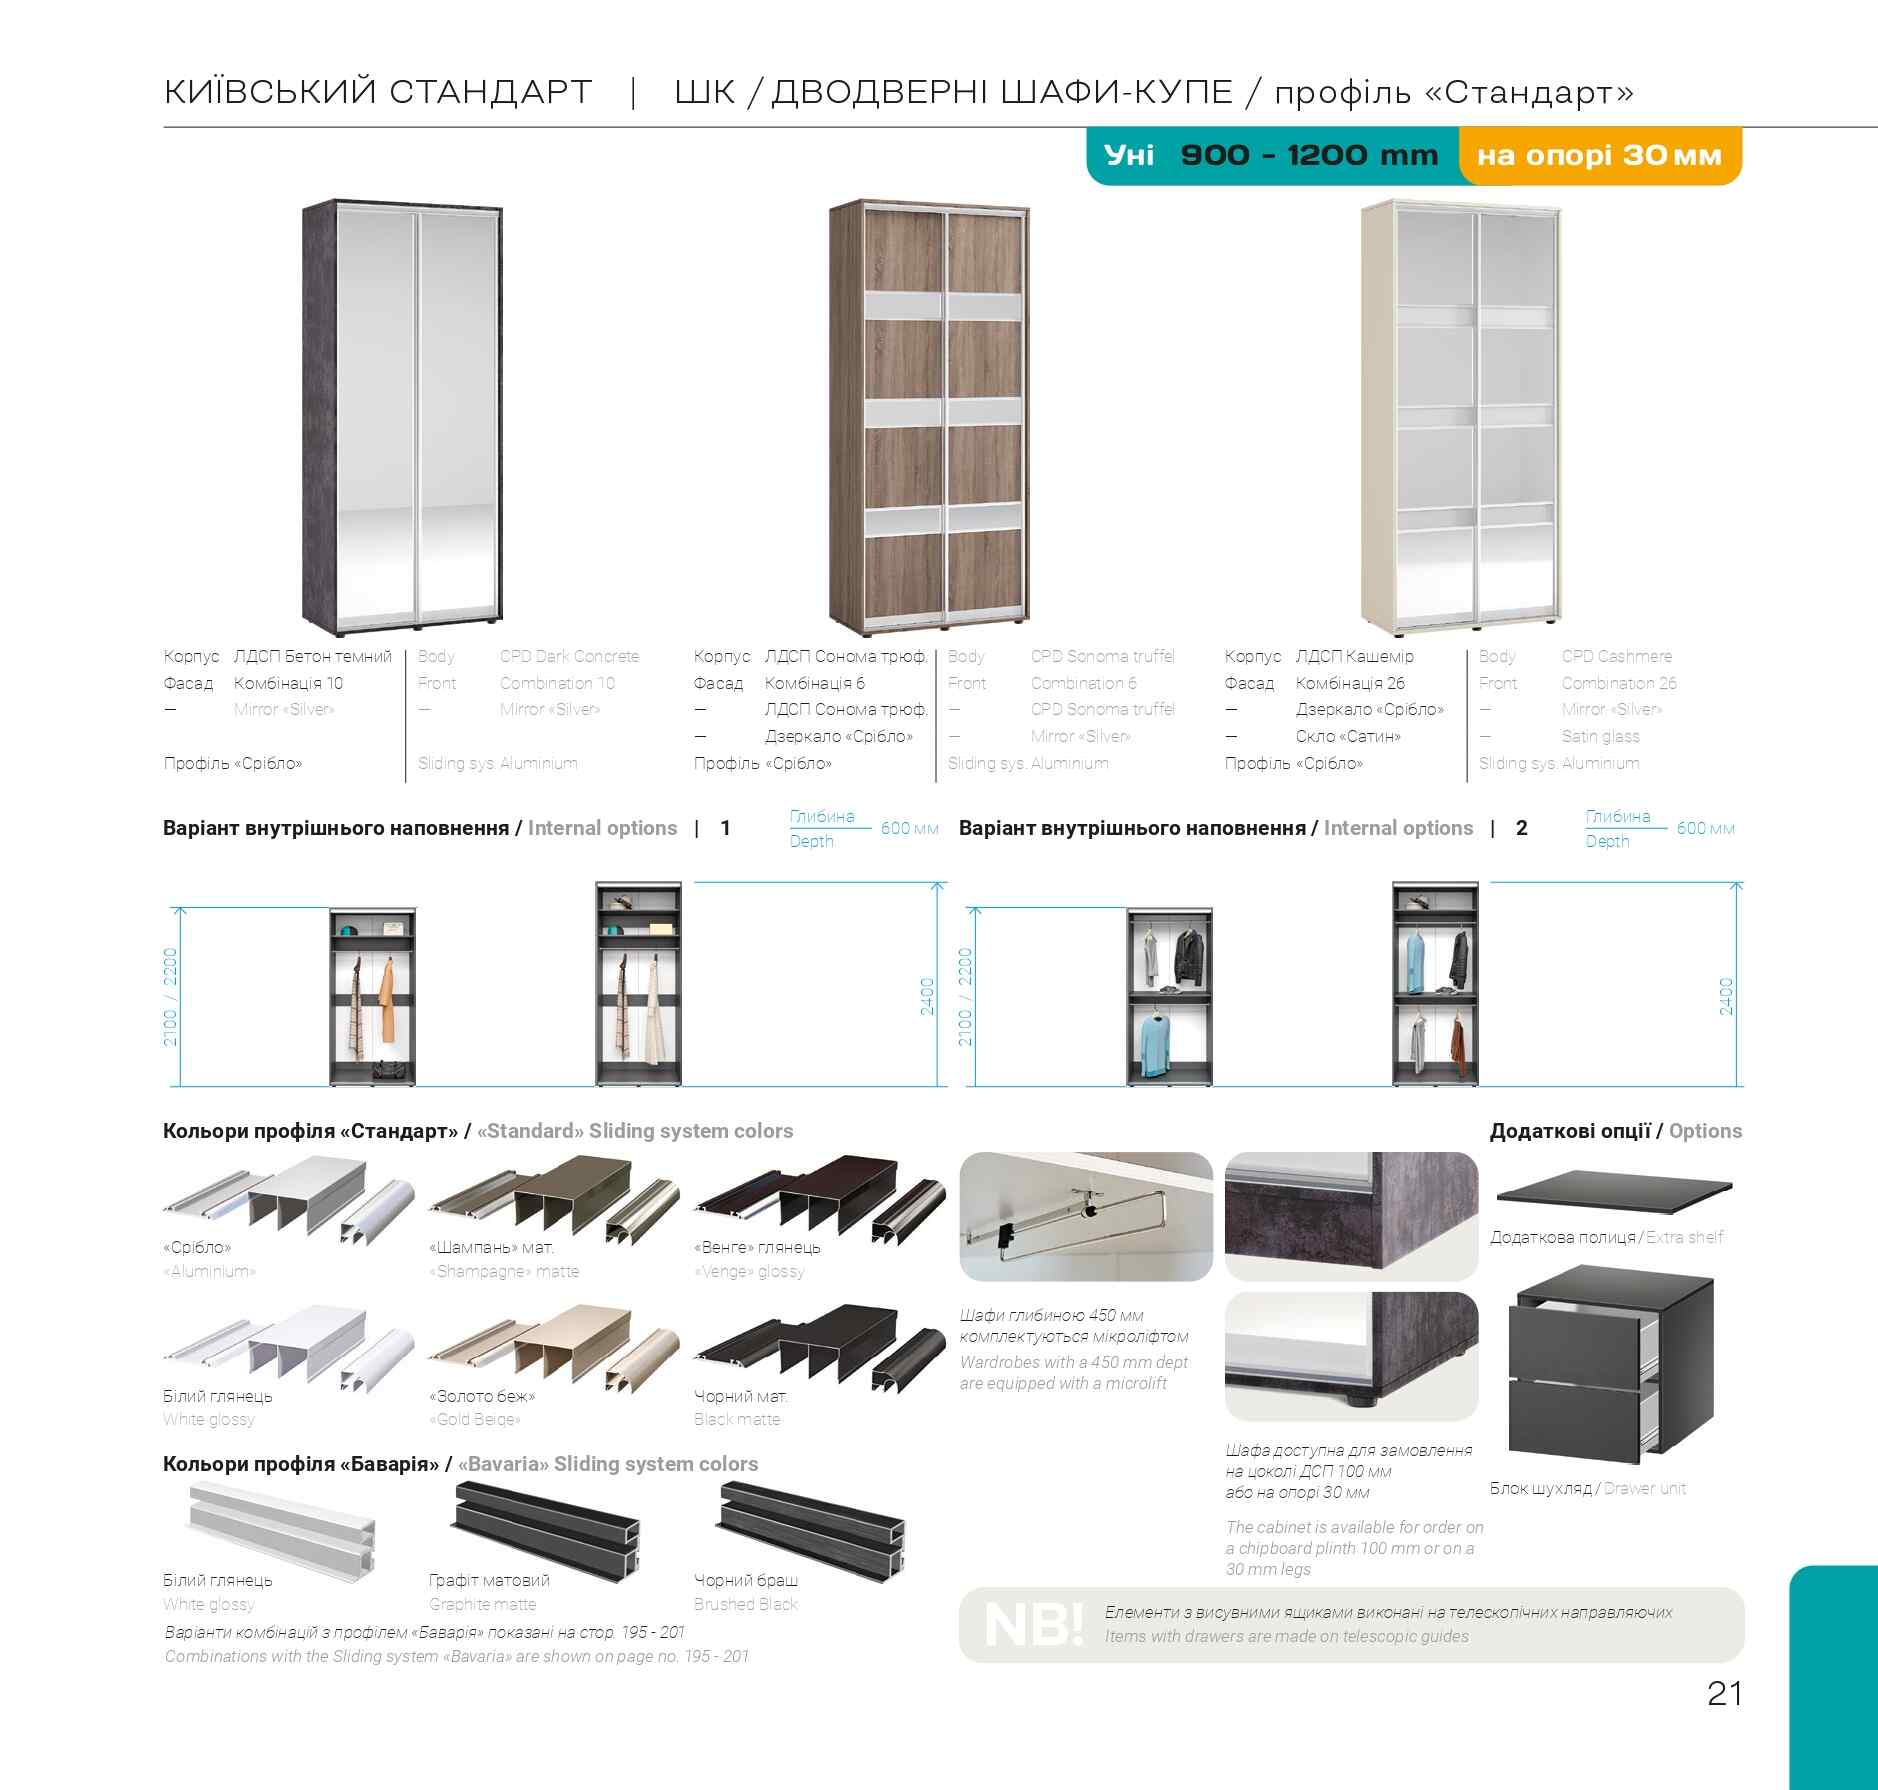 КИЇВСЬКИЙ СТАНДАРТ | ШК / ДВОДВЕРНІ ШАФИ-КУПЕ / профіль «Стандарт»
Уні 900 - 1200 mm на опорі 30 мм
Корпус ЛДСП Бетон темний Body CPD Dark Concrete
Фасад Комбінація 10 Front Combination 10
— Mirror «Silver» — Mirror «Silver»
Профіль «Срібло» Sliding sys. Aluminium
Корпус ЛДСП Сонома трюф. Body CPD Sonoma truffel
Фасад Комбінація 6 Front Combination 6
— ЛДСП Сонома трюф. — CPD Sonoma truffel
— Дзеркало «Срібло» — Mirror «Silver»
Профіль «Срібло» Sliding sys. Aluminium
Корпус ЛДСП Кашемір Body CPD Cashmere
Фасад Комбінація 26 Front Combination 26
— Дзеркало «Срібло» — Mirror «Silver»
— Скло «Сатин» — Satin glass
Профіль «Срібло» Sliding sys. Aluminium
Варіант внутрішнього наповнення / Internal options | 1
Глибина
Depth
600 мм
Варіант внутрішнього наповнення / Internal options | 2
Глибина
Depth
600 мм
2100 / 2200
2400
2100 / 2200
2400
Кольори профіля «Стандарт» / «Standard» Sliding system colors
«Срібло»
«Aluminium»
«Шампань» мат.
«Shampagne» matte
«Венге» глянець
«Venge» glossy
Білий глянець
White glossy
«Золото беж»
«Gold Beige»
Чорний мат.
Black matte
Кольори профіля «Баварія» / «Bavaria» Sliding system colors
Білий глянець
White glossy
Графіт матовий
Graphite matte
Чорний браш
Brushed Black
Варіанти комбінацій з профілем «Баварія» показані на стор. 195 - 201
Combinations with the Sliding system «Bavaria» are shown on page no. 195 - 201
Шафи глибиною 450 мм
комплектуються мікроліфтом
Wardrobes with a 450 mm dept
are equipped with a microlift
Шафа доступна для замовлення
на цоколі ДСП 100 мм
або на опорі 30 мм
The cabinet is available for order on
a chipboard plinth 100 mm or on a
30 mm legs
Додаткові опції / Options
Додаткова полиця / Extra shelf
Блок шухляд / Drawer unit
NB!
Елементи з висувними ящиками виконані на телескопічних направляючих
Items with drawers are made on telescopic guides
21